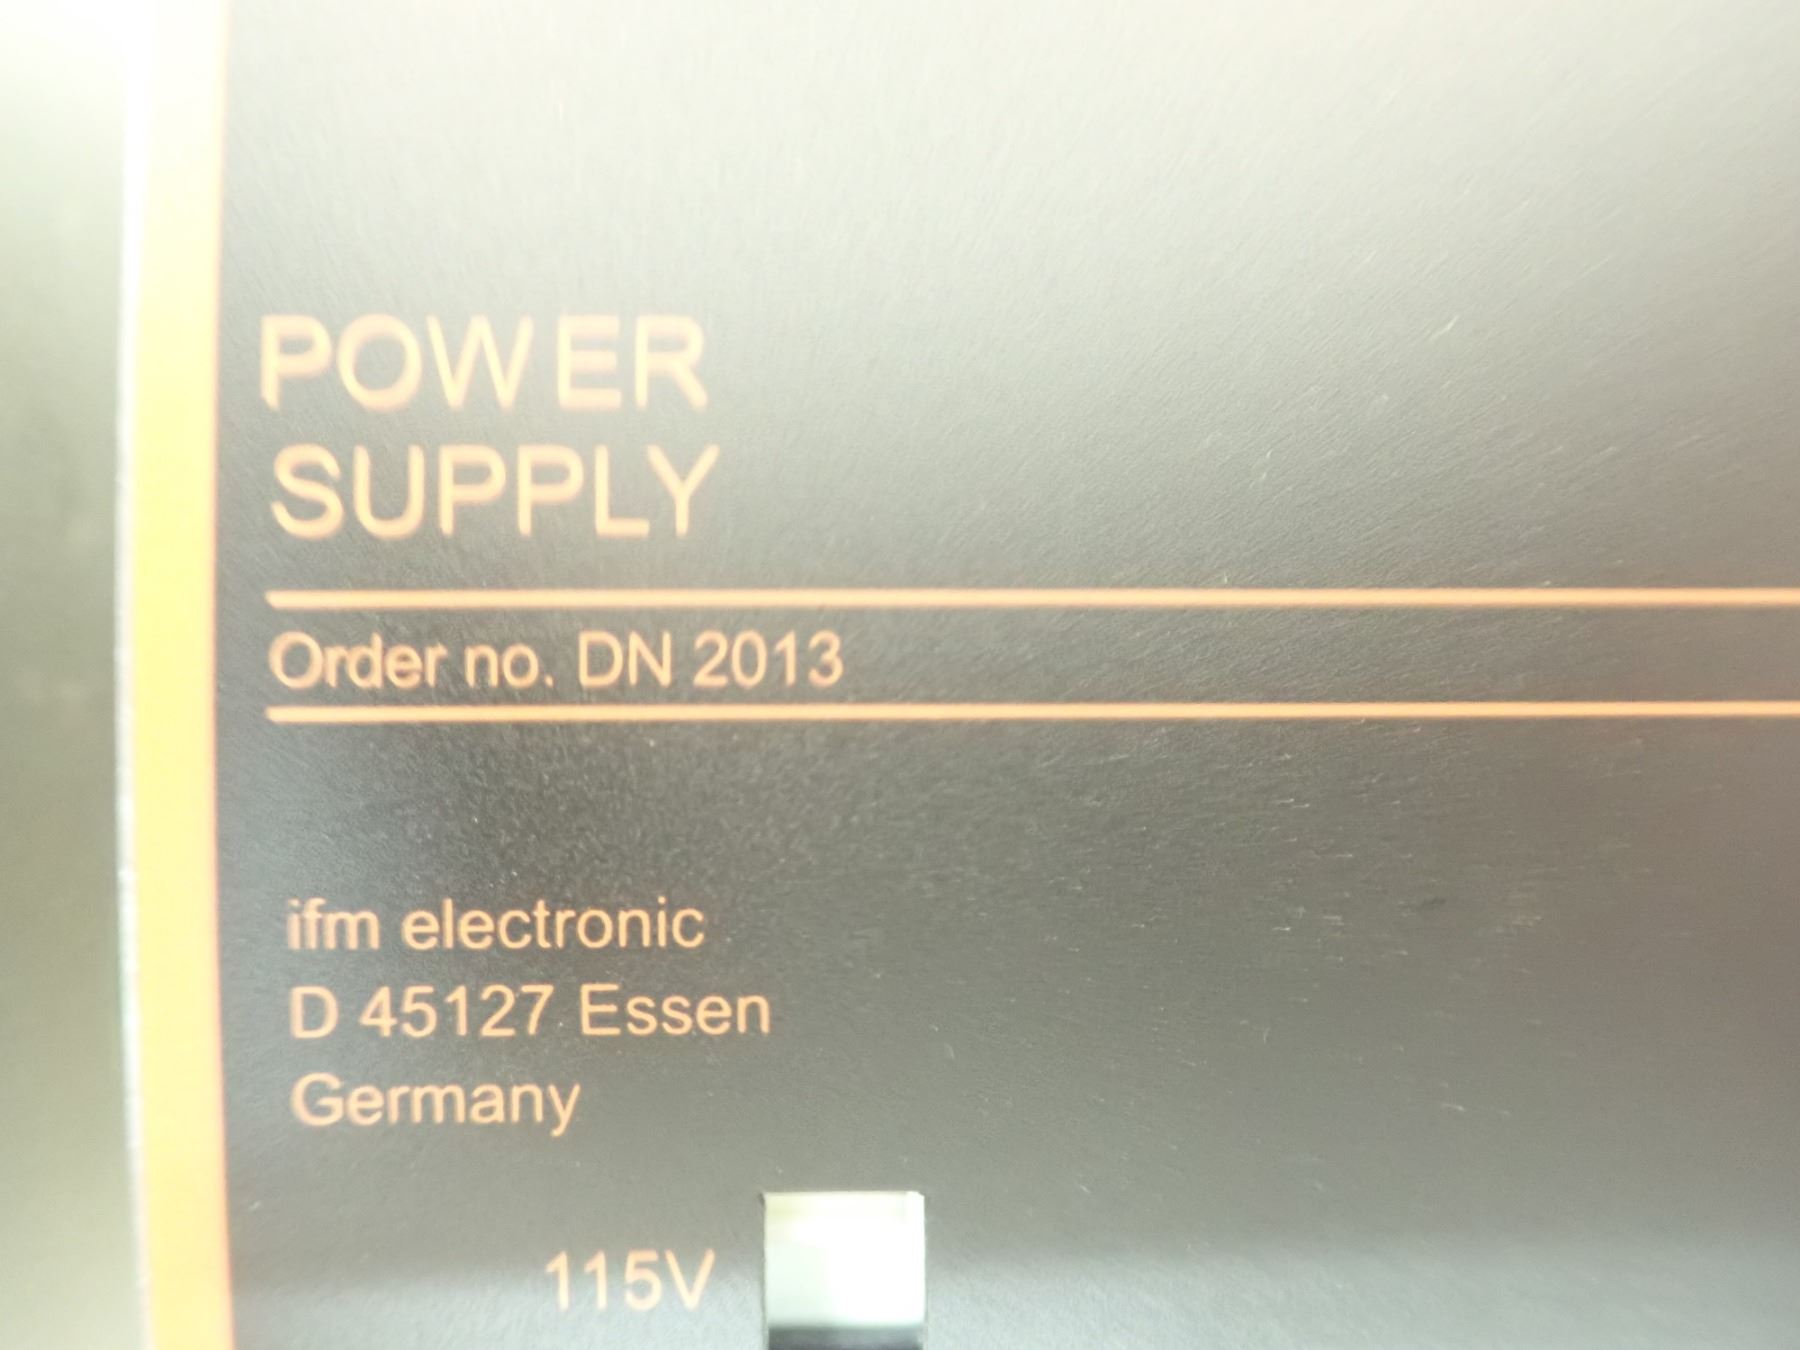 POWER
SUPPLY
Order no. DN 2013
ifm electronic
D 45127 Essen
Germany
115V